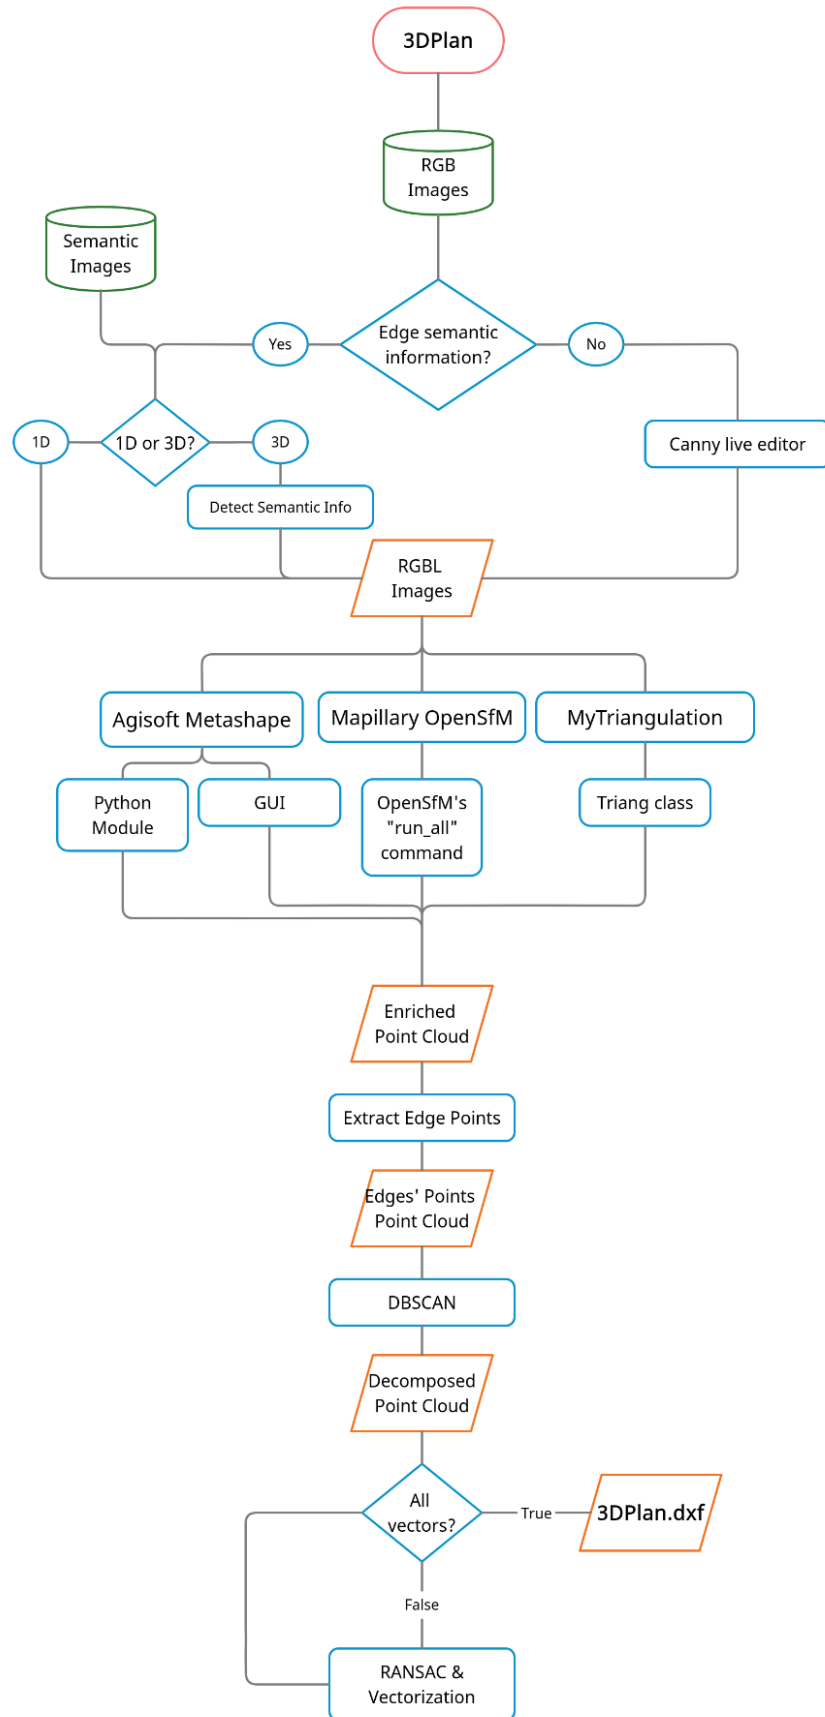 3DPlan
RGB
Images
Semantic
Images
Edge semantic
information?
Yes
No
1D
1D or 3D?
3D
Canny live editor
Detect Semantic Info
RGBL
Images
Agisoft Metashape
Mapillary OpenSfM
MyTriangulation
Python
Module
GUI
OpenSfM's
"run_all"
command
Triang class
Enriched
Point Cloud
Extract Edge Points
Edges' Points
Point Cloud
DBSCAN
Decomposed
Point Cloud
All
vectors?
True
3DPlan.dxf
False
RANSAC &
Vectorization